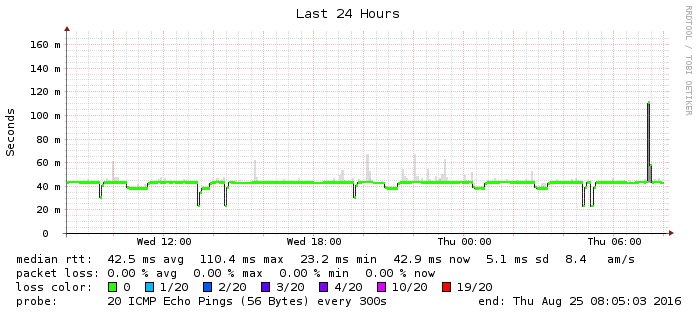 Last 24 Hours
RRDTOOL / TOBI OETIKER
Seconds
160 m
140 m
120 m
100 m
80 m
60 m
40 m
20 m
0
Wed 12:00 Wed 18:00 Thu 00:00 Thu 06:00
median rtt: 42.5 ms avg 110.4 ms max 23.2 ms min 42.9 ms now 5.1 ms sd 8.4 am/s
packet loss: 0.00 % avg 0.00 % max 0.00 % min 0.00 % now
loss color: 0 1/20 2/20 3/20 4/20 10/20 19/20
probe: 20 ICMP Echo Pings (56 Bytes) every 300s end: Thu Aug 25 08:05:03 2016